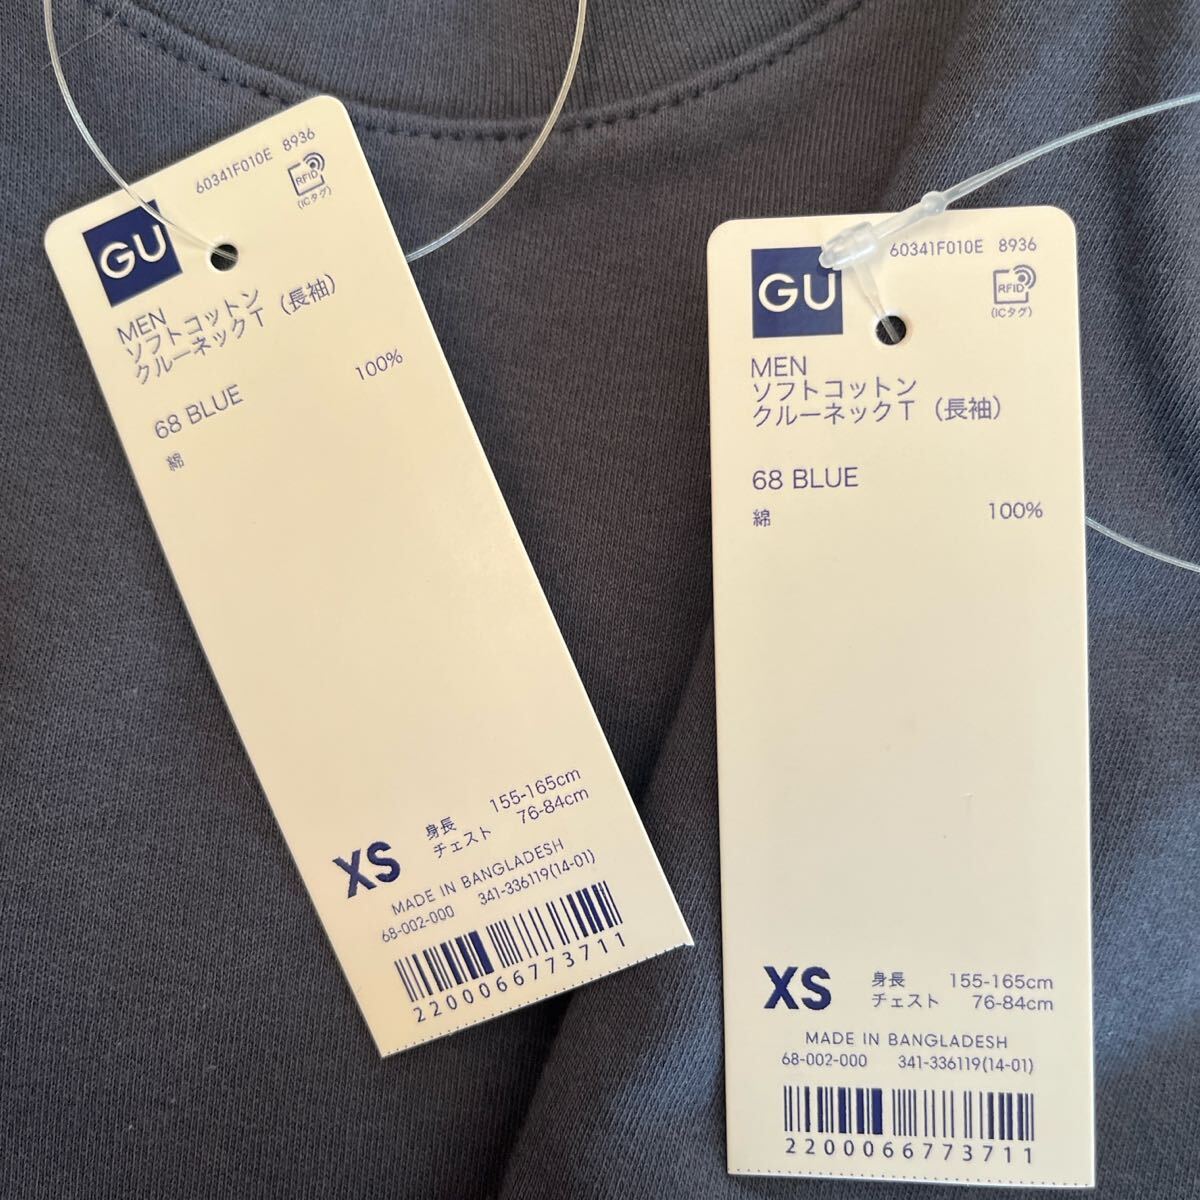 60341F010E 8936
RFID
(ICタグ)
GU
MEN
ソフトコットン
クルーネックT（長袖）
68 BLUE
綿 100%
XS
身長 155-165cm
チェスト 76-84cm
MADE IN BANGLADESH
68-002-000 341-336119(14-01)
2200066773711
60341F010E 8936
RFID
(ICタグ)
GU
MEN
ソフトコットン
クルーネックT（長袖）
68 BLUE
綿 100%
XS
身長 155-165cm
チェスト 76-84cm
MADE IN BANGLADESH
68-002-000 341-336119(14-01)
2200066773711